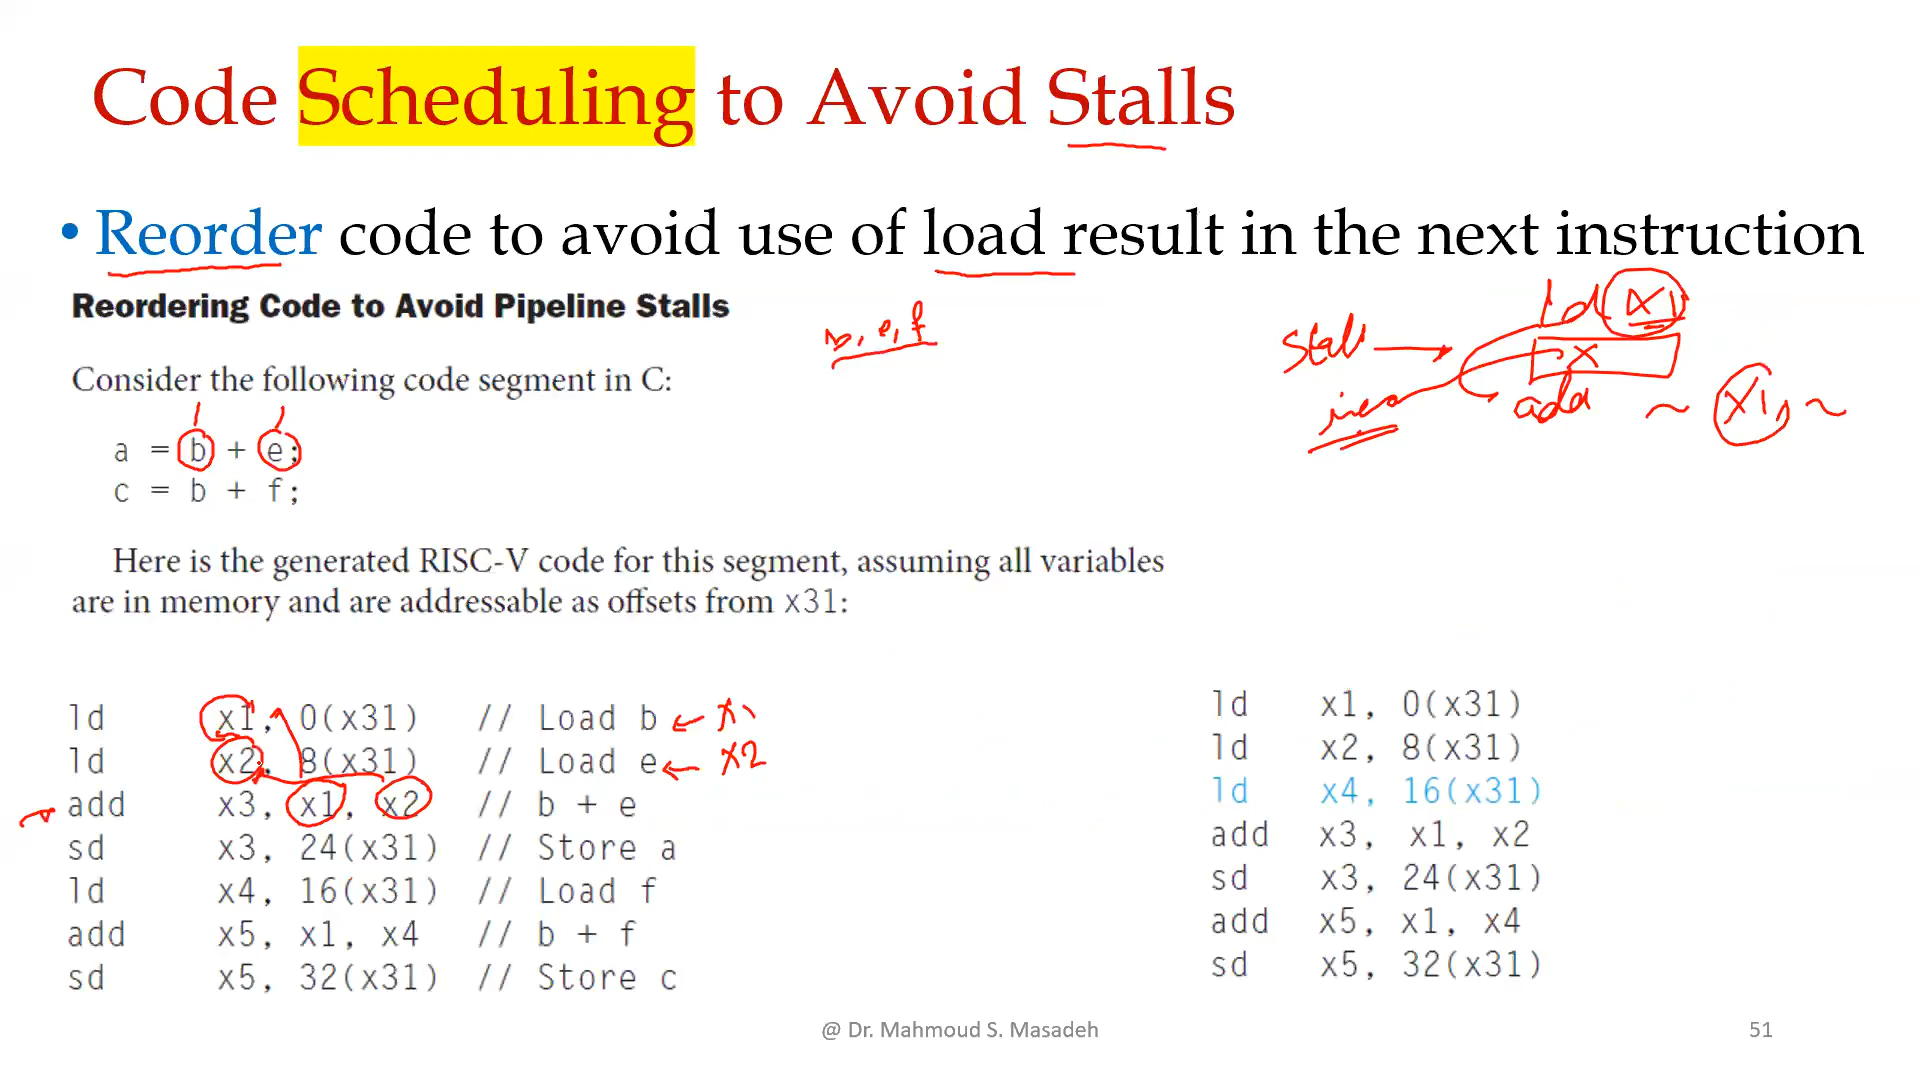 Code Scheduling to Avoid Stalls
• Reorder code to avoid use of load result in the next instruction
Reordering Code to Avoid Pipeline Stalls
b, e, f
ld x1
Stall
x
add ~ x1, ~
Consider the following code segment in C:
a = b + e;
c = b + f;
Here is the generated RISC-V code for this segment, assuming all variables
are in memory and are addressable as offsets from x31:
ld x1, 0(x31) // Load b ← x1
ld x2, 8(x31) // Load e ← x2
add x3, x1, x2 // b + e
sd x3, 24(x31) // Store a
ld x4, 16(x31) // Load f
add x5, x1, x4 // b + f
sd x5, 32(x31) // Store c
ld x1, 0(x31)
ld x2, 8(x31)
ld x4, 16(x31)
add x3, x1, x2
sd x3, 24(x31)
add x5, x1, x4
sd x5, 32(x31)
@ Dr. Mahmoud S. Masadeh
51